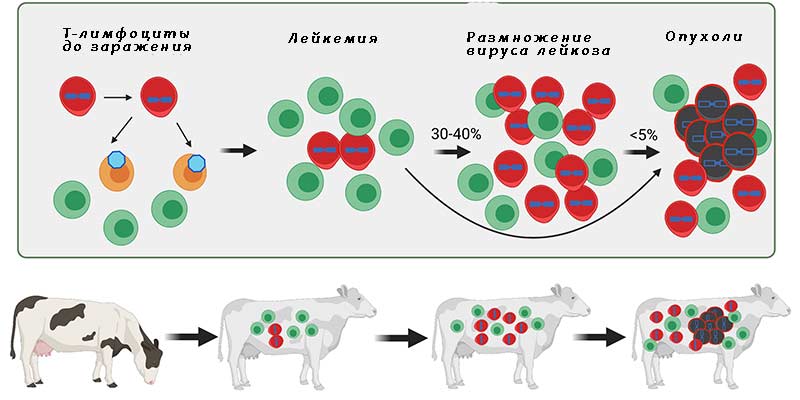 Т-лимфоциты
до заражения
Лейкемия
Размножение
вируса лейкоза
Опухоли
30-40%
<5%